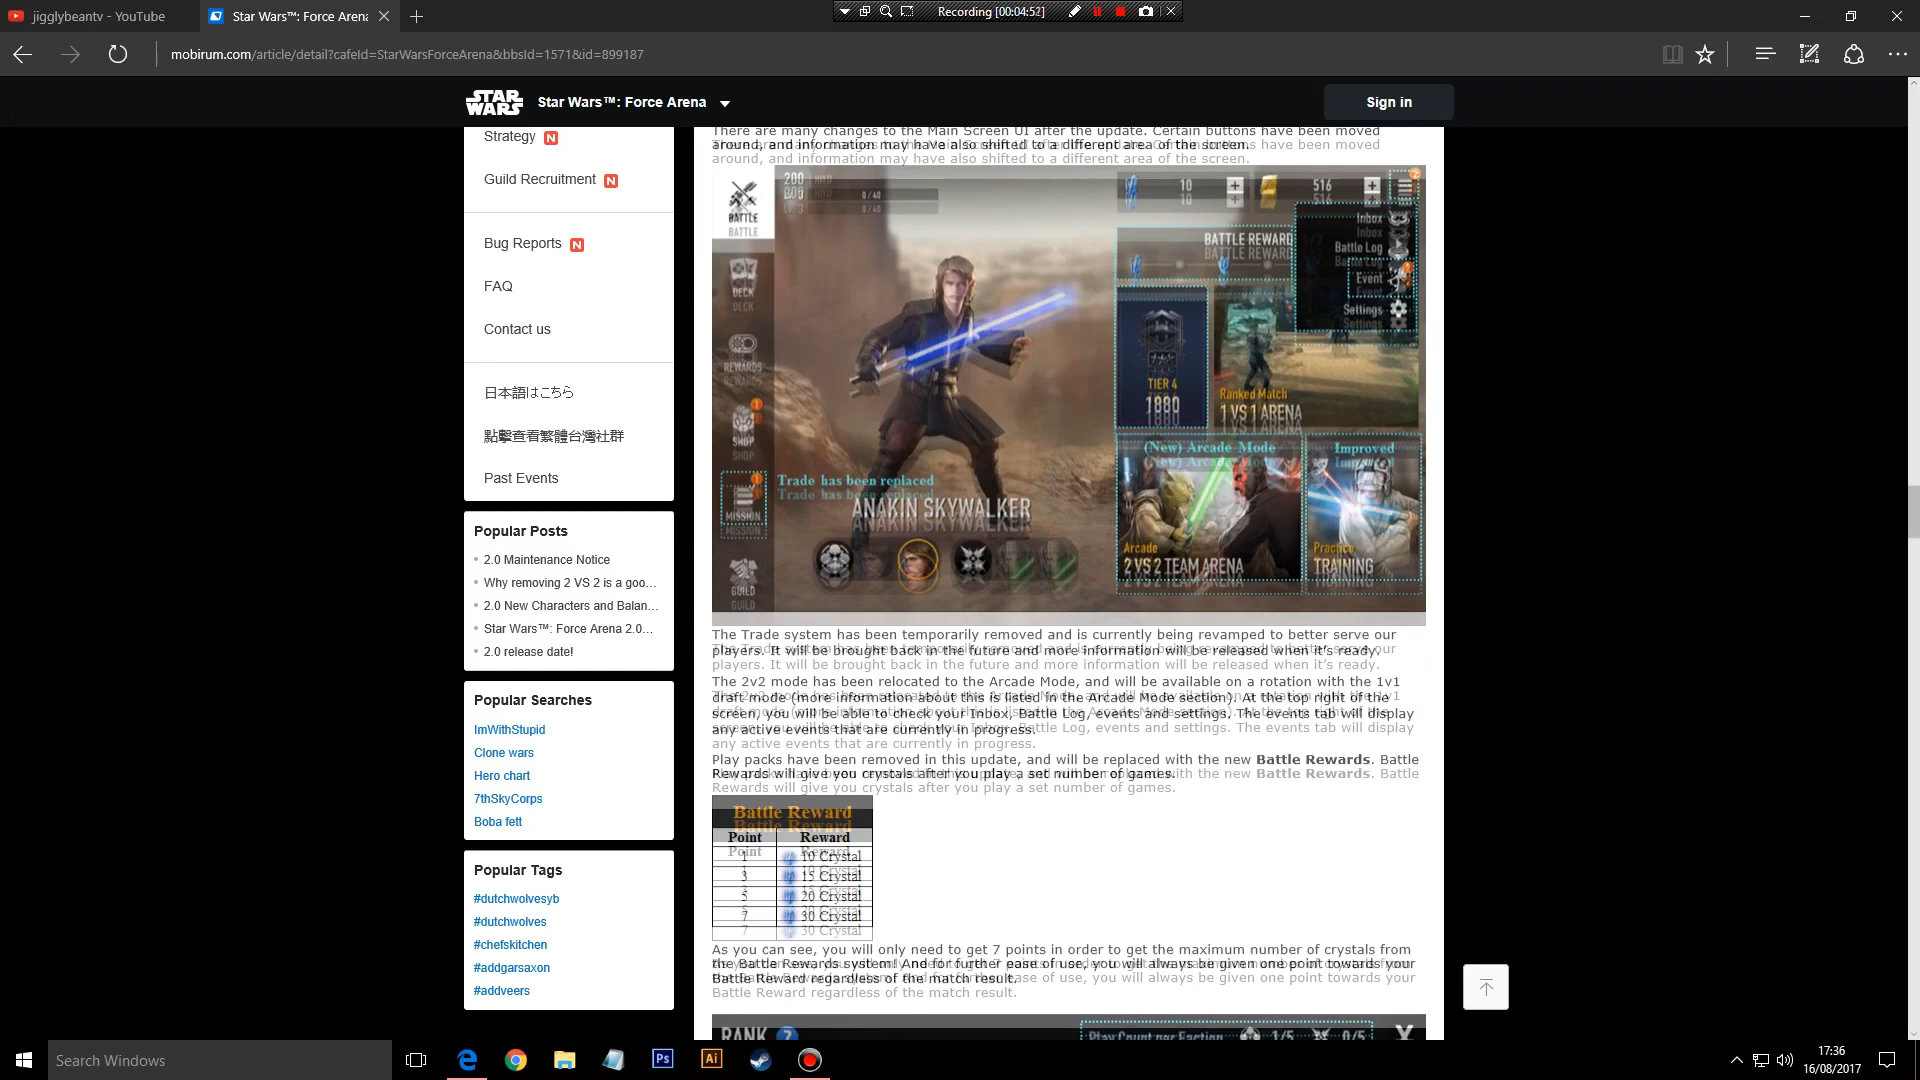 jigglybeantv - YouTube
Star Wars™: Force Arena
Recording [00:04:52]
mobirum.com/article/detail?cafeId=StarWarsForceArena&bbsId=1571&id=899187
STAR WARS
Star Wars™: Force Arena
Sign in
Strategy N
Guild Recruitment N
Bug Reports N
FAQ
Contact us
日本語はこちら
點擊查看繁體台灣社群
Past Events
Popular Posts
2.0 Maintenance Notice
Why removing 2 VS 2 is a goo...
2.0 New Characters and Balan...
Star Wars™: Force Arena 2.0...
2.0 release date!
Popular Searches
ImWithStupid
Clone wars
Hero chart
7thSkyCorps
Boba fett
Popular Tags
#dutchwolvesyb
#dutchwolves
#chefskitchen
#addgarsaxon
#addveers
There are many changes to the Main Screen UI after the update. Certain buttons have been moved
around, and information may have also shifted to a different area of the screen.
200
0/40
10
516
BATTLE
DECK
REWARDS
SHOP
MISSION
GUILD
Inbox
Battle Log
Event
Settings
BATTLE REWARD
TIER 4
1880
Ranked Match
1 VS 1 ARENA
(New) Arcade Mode
Improved
Trade has been replaced
ANAKIN SKYWALKER
Arcade
2 VS 2 TEAM ARENA
Practice
TRAINING
The Trade system has been temporarily removed and is currently being revamped to better serve our
players. It will be brought back in the future and more information will be released when it's ready.
The 2v2 mode has been relocated to the Arcade Mode, and will be available on a rotation with the 1v1
draft mode (more information about this is listed in the Arcade Mode section). At the top right of the
screen, you will be able to check your Inbox, Battle Log, events and settings. The events tab will display
any active events that are currently in progress.
Play packs have been removed in this update, and will be replaced with the new Battle Rewards. Battle
Rewards will give you crystals after you play a set number of games.
Battle Reward
Point Reward
1 10 Crystal
3 15 Crystal
5 20 Crystal
7 30 Crystal
As you can see, you will only need to get 7 points in order to get the maximum number of crystals from
the Battle Rewards system! And for further ease of use, you will always be given one point towards your
Battle Reward regardless of the match result.
RANK ?
Play Count per Faction 1/5 0/5 X
Search Windows
Ps
Ai
17:36
16/08/2017